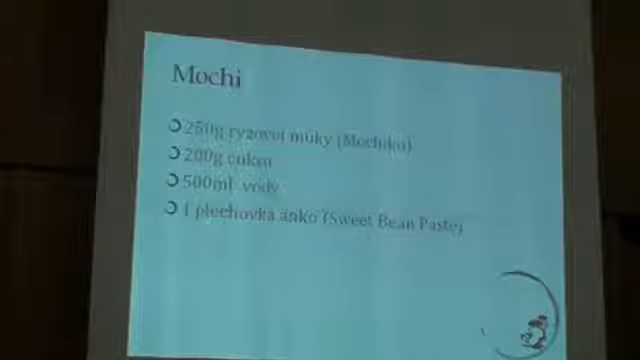 Mochi
250g ryžovej múky (Mochiko)
200g cukru
500ml vody
1 plechovka anko (Sweet Bean Paste)